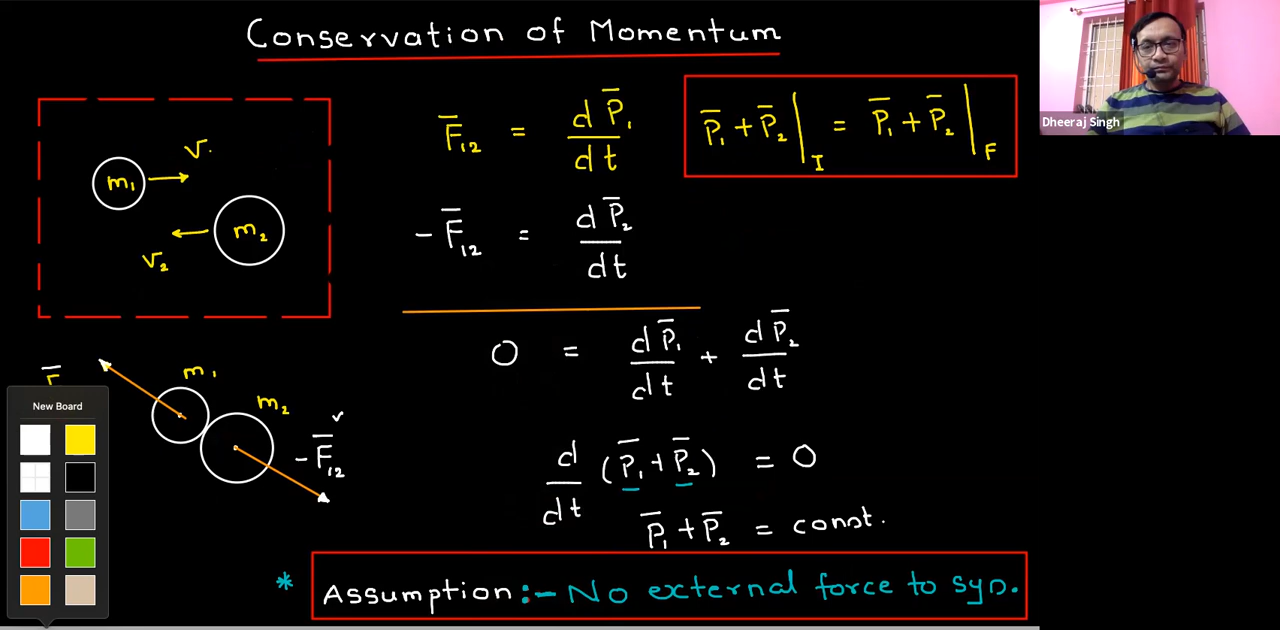 Conservation of Momentum
Dheeraj Singh
m₁ v.
m₂
v₂
F̅₁₂ = dP̅₁/dt
P̅₁ + P̅₂ |I = P̅₁ + P̅₂ |F
- F̅₁₂ = dP̅₂/dt
0 = dP̅₁/dt + dP̅₂/dt
m₁
m₂
- F̅₁₂
New Board
d/dt (P̅₁ + P̅₂) = 0
P̅₁ + P̅₂ = const.
* Assumption :- No external force to sys.